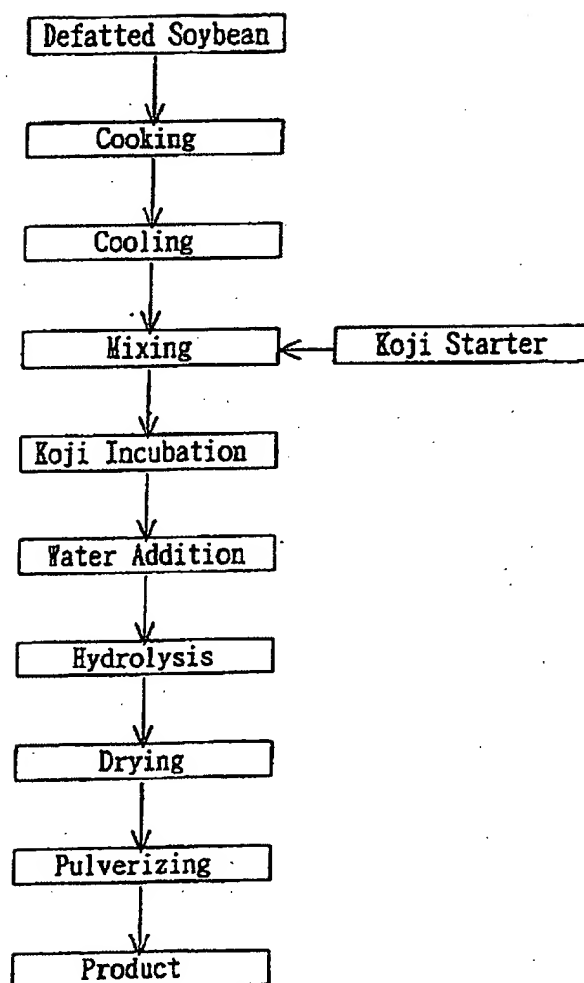 Defatted Soybean
Cooking
Cooling
Mixing
Koji Starter
Koji Incubation
Water Addition
Hydrolysis
Drying
Pulverizing
Product